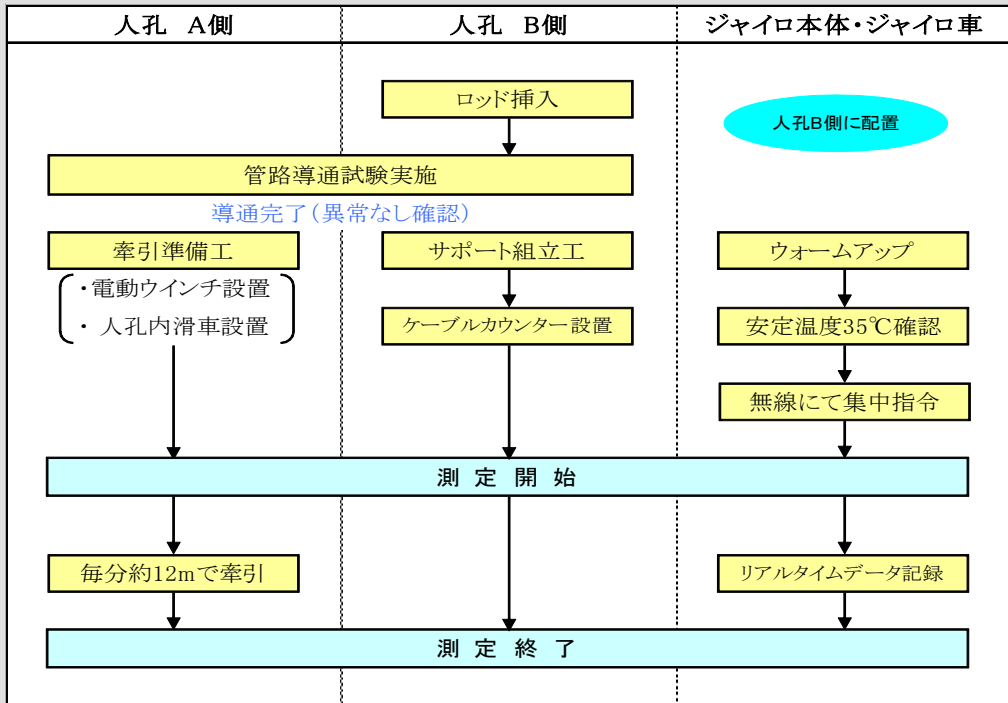 人孔 A側
人孔 B側
ジャイロ本体・ジャイロ車
ロッド挿入
人孔B側に配置
管路導通試験実施
導通完了（異常なし確認）
牽引準備工
サポート組立工
ウォームアップ
・電動ウインチ設置
・ 人孔内滑車設置
ケーブルカウンター設置
安定温度35℃確認
無線にて集中指令
測 定 開 始
毎分約12mで牽引
リアルタイムデータ記録
測 定 終 了